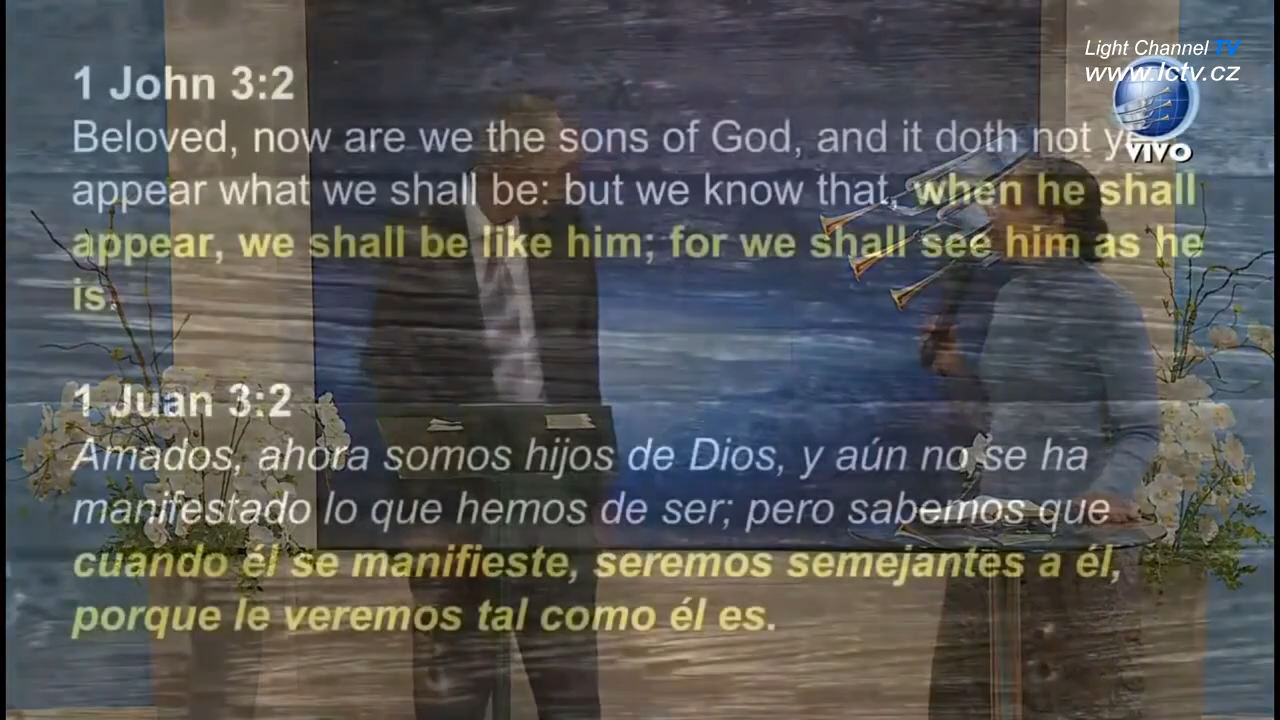 Light Channel TV
www.lctv.cz
VIVO
1 John 3:2
Beloved, now are we the sons of God, and it doth not
appear what we shall be: but we know that, when he shall
appear, we shall be like him; for we shall see him as he
is.
1 Juan 3:2
Amados, ahora somos hijos de Dios, y aún no se ha
manifestado lo que hemos de ser; pero sabemos que
cuando él se manifieste, seremos semejantes a él,
porque le veremos tal como él es.